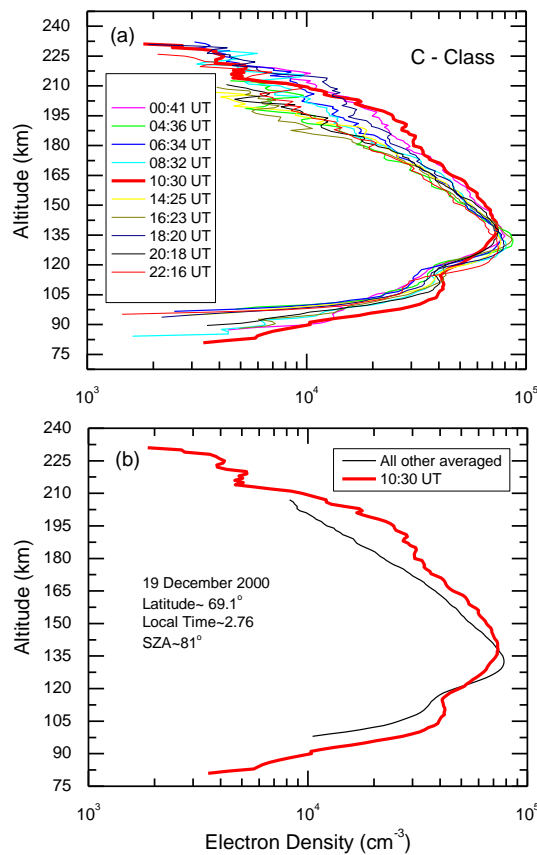 (a)
C - Class
240
225
210
195
180
165
150
135
120
105
90
75
Altitude (km)
00:41 UT
04:36 UT
06:34 UT
08:32 UT
10:30 UT
14:25 UT
16:23 UT
18:20 UT
20:18 UT
22:16 UT
10³ 10⁴ 10⁵
(b)
All other averaged
10:30 UT
240
225
210
195
180
165
150
135
120
105
90
75
Altitude (km)
19 December 2000
Latitude~ 69.1°
Local Time~2.76
SZA~81°
10³ 10⁴ 10⁵
Electron Density (cm⁻³)